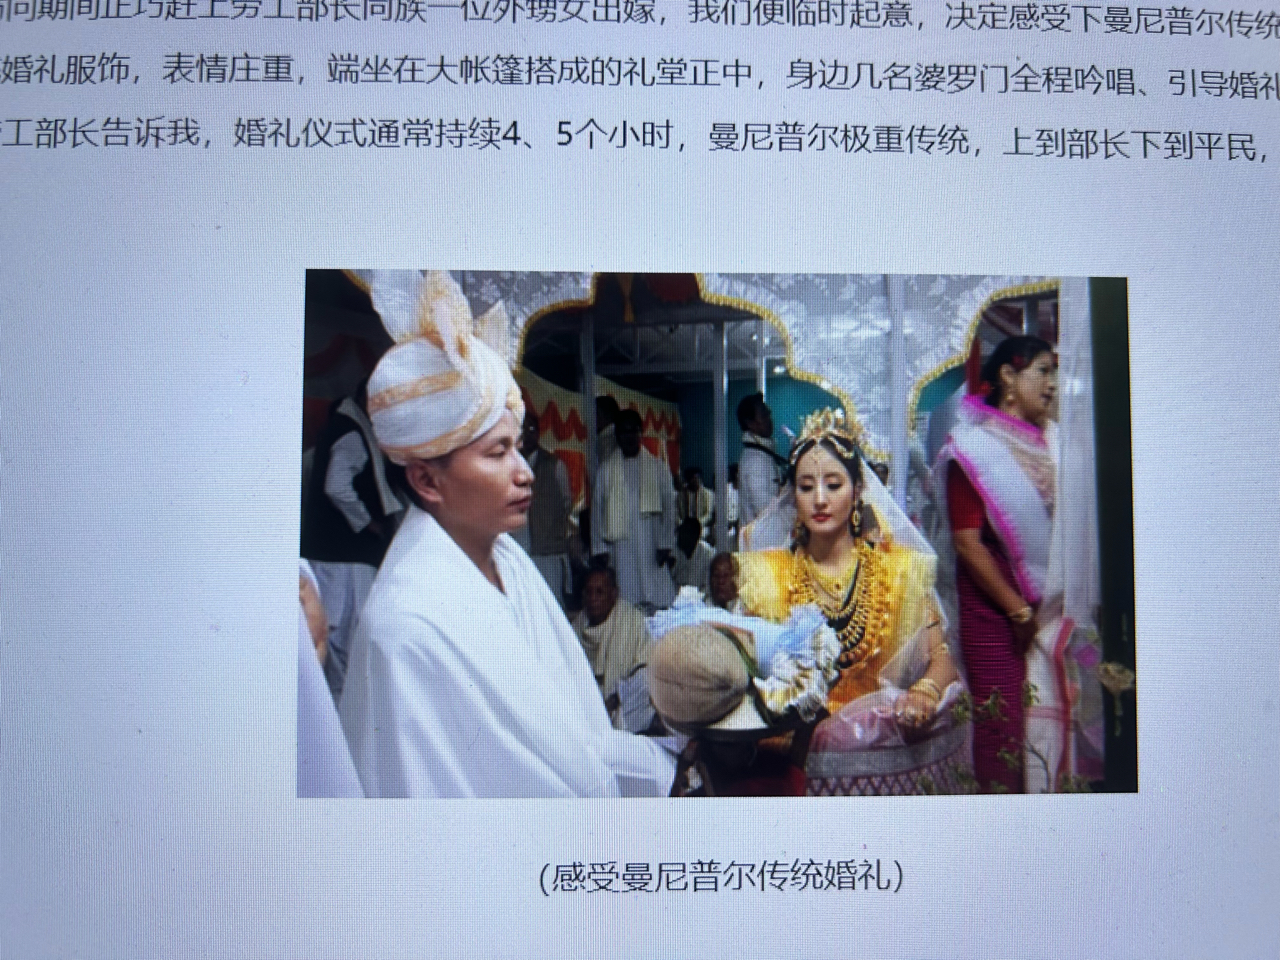 问期间正巧赶上劳工部长同族一位外甥女出嫁，我们便临时起意，决定感受下曼尼普尔传统
婚礼服饰，表情庄重，端坐在大帐篷搭成的礼堂正中，身边几名婆罗门全程吟唱、引导婚礼
工部长告诉我，婚礼仪式通常持续4、5个小时，曼尼普尔极重传统，上到部长下到平民，
（感受曼尼普尔传统婚礼）